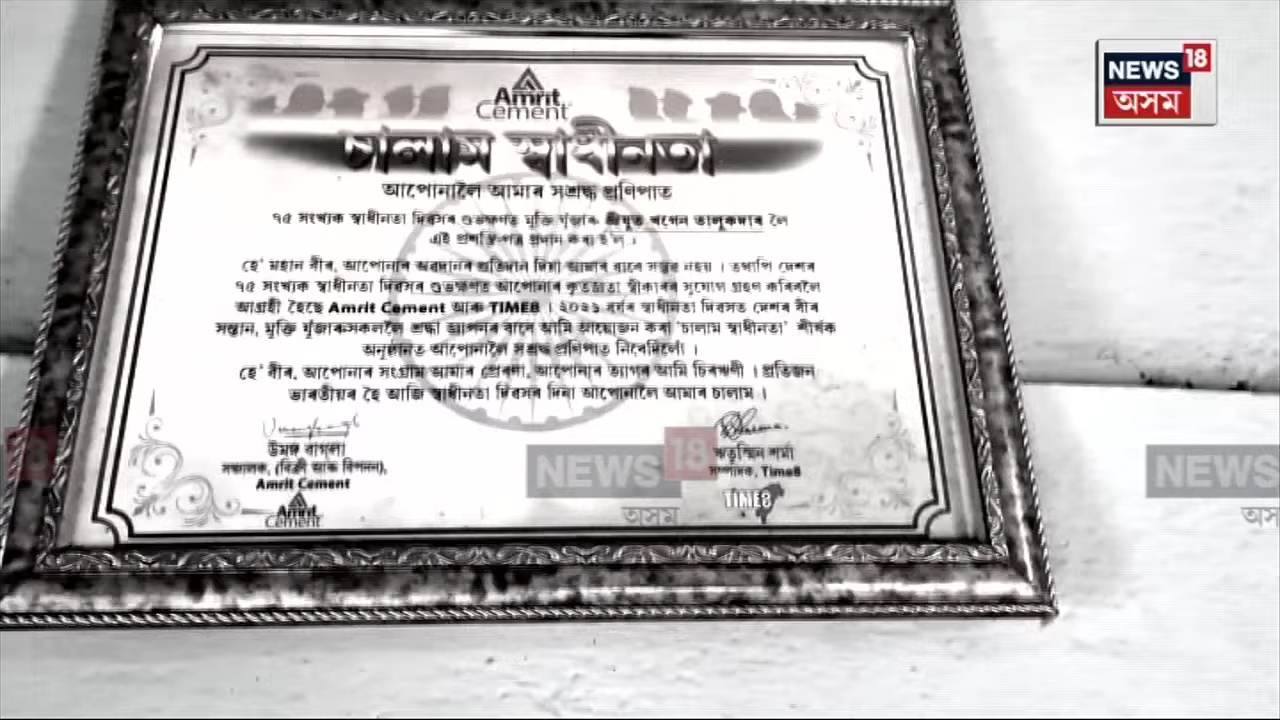 NEWS 18
অসম
Amrit
Cement
চালাম স্বাধীনতা
আপোনালৈ আমাৰ সশ্ৰদ্ধ প্ৰণিপাত
৭৫ সংখ্যক স্বাধীনতা দিৱসৰ শুভক্ষণত মুক্তি যুঁজাৰু শ্ৰীযুত খগেন তালুকদাৰ লৈ
এই প্ৰশস্তি-পত্ৰ প্ৰদান কৰা হ'ল ।
হে' মহান বীৰ, আপোনাৰ অৱদানৰ প্ৰতিদান দিয়া আমাৰ বাবে সম্ভৱ নহয় । তথাপি দেশৰ
৭৫ সংখ্যক স্বাধীনতা দিৱসৰ শুভক্ষণত আপোনাৰ কৃতজ্ঞতা স্বীকাৰৰ সুযোগ গ্ৰহণ কৰিবলৈ
আগ্ৰহী হৈছে Amrit Cement আৰু TIME8 । ২০২১ বৰ্ষৰ স্বাধীনতা দিৱসত দেশৰ বীৰ
সন্তান, মুক্তি যুঁজাৰুসকললৈ শ্ৰদ্ধা জ্ঞাপনৰ বাবে আমি আয়োজন কৰা 'চালাম স্বাধীনতা' শীৰ্ষক
অনুষ্ঠানত আপোনালৈ সশ্ৰদ্ধ প্ৰণিপাত নিবেদিলোঁ ।
হে' বীৰ, আপোনাৰ সংগ্ৰাম আমাৰ প্ৰেৰণা, আপোনাৰ ত্যাগৰ আমি চিৰঋণী । প্ৰতিজন
ভাৰতীয়ৰ হৈ আজি স্বাধীনতা দিৱসৰ দিনা আপোনালৈ আমাৰ চালাম ।
উমঙ্গ বাগলা
সঞ্চালক, (বিক্ৰী আৰু বিপনন),
Amrit Cement
Amrit
Cement
ঋতুস্মিন শৰ্মা
সম্পাদক, Time8
TIME8
NEWS 18
অসম
18
NEWS
অস